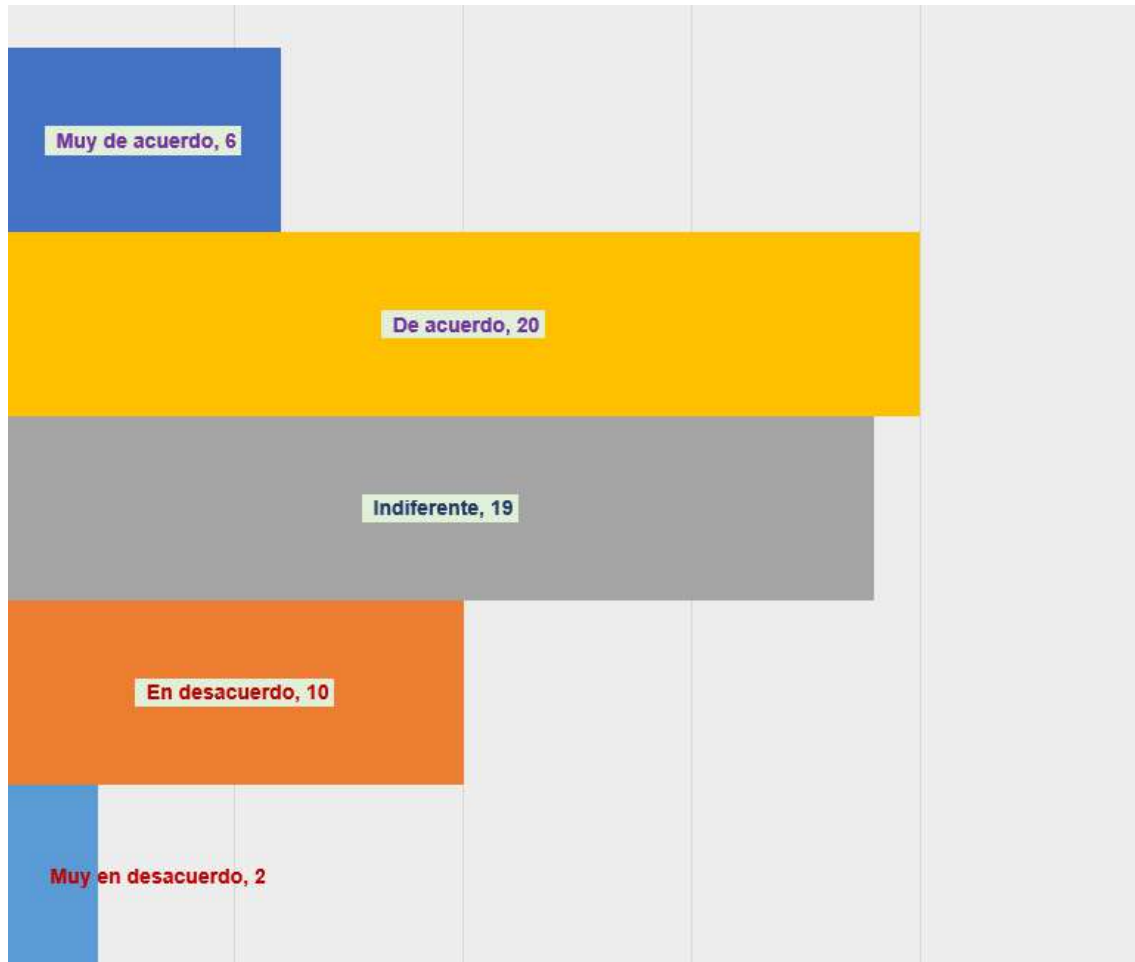 Muy de acuerdo, 6
De acuerdo, 20
Indiferente, 19
En desacuerdo, 10
Muy en desacuerdo, 2